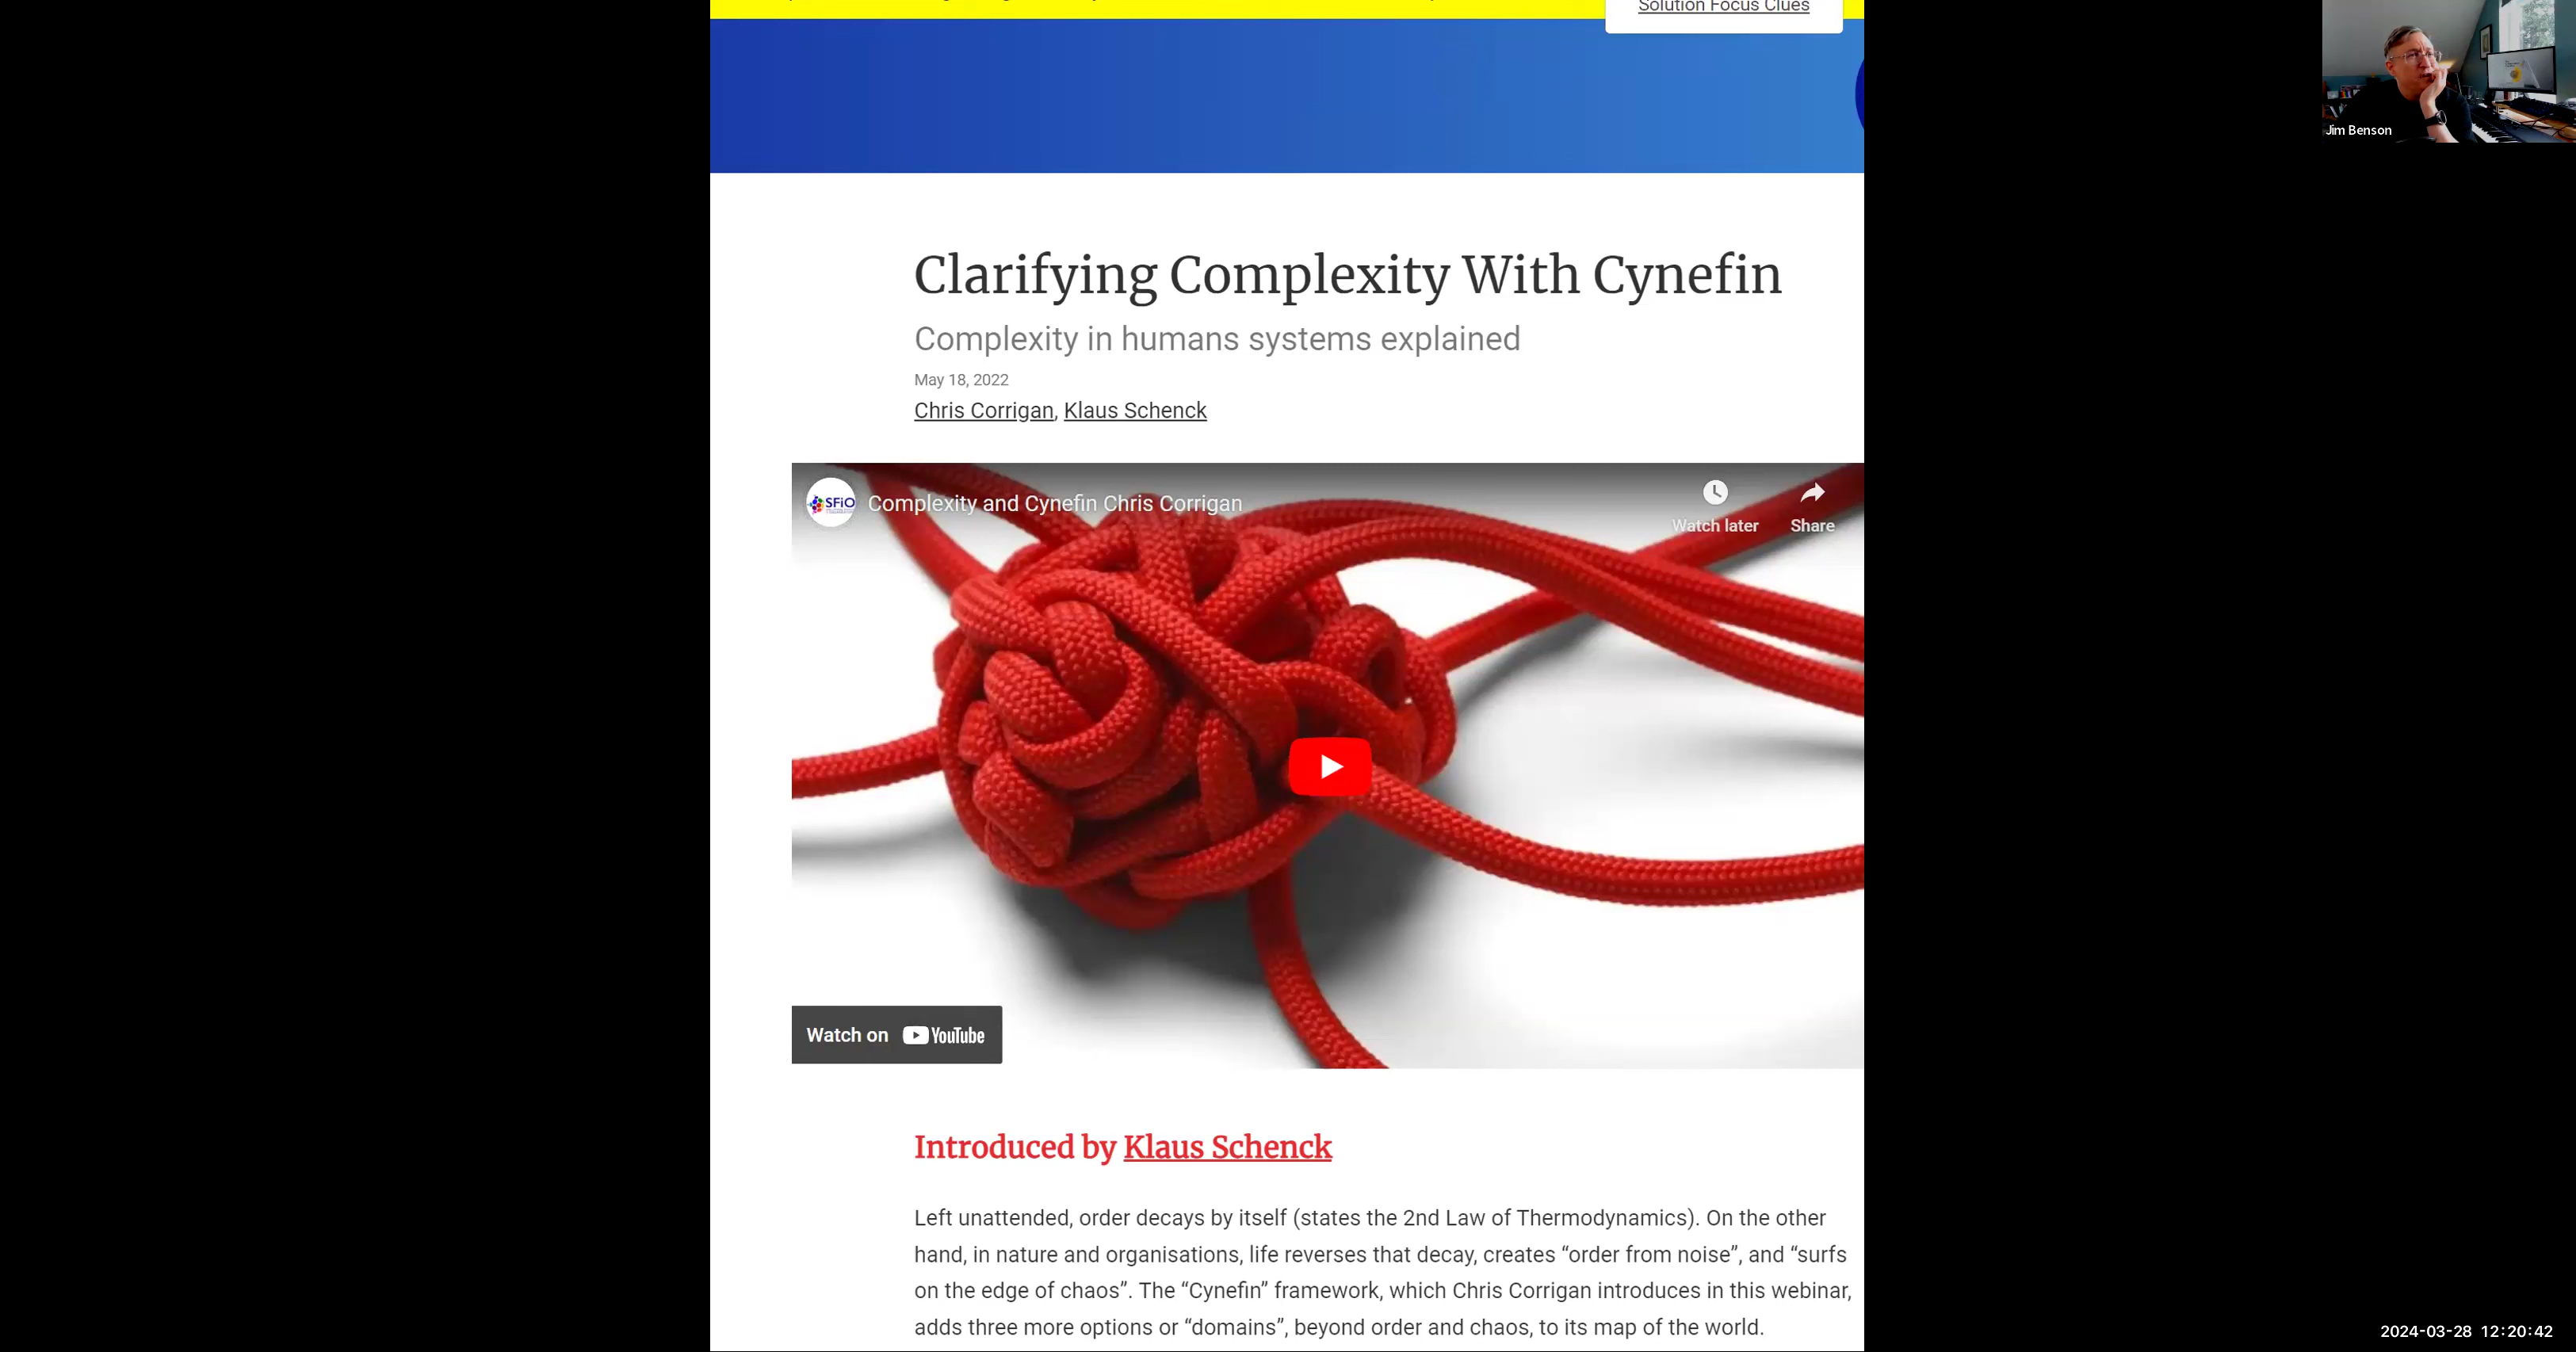 Solution Focus Clues
Jim Benson
Clarifying Complexity With Cynefin
Complexity in humans systems explained
May 18, 2022
Chris Corrigan, Klaus Schenck
SFiO
Complexity and Cynefin Chris Corrigan
Watch later
Share
Watch on YouTube
Introduced by Klaus Schenck
Left unattended, order decays by itself (states the 2nd Law of Thermodynamics). On the other
hand, in nature and organisations, life reverses that decay, creates “order from noise”, and “surfs
on the edge of chaos”. The “Cynefin” framework, which Chris Corrigan introduces in this webinar,
adds three more options or “domains”, beyond order and chaos, to its map of the world.
2024-03-28 12:20:42